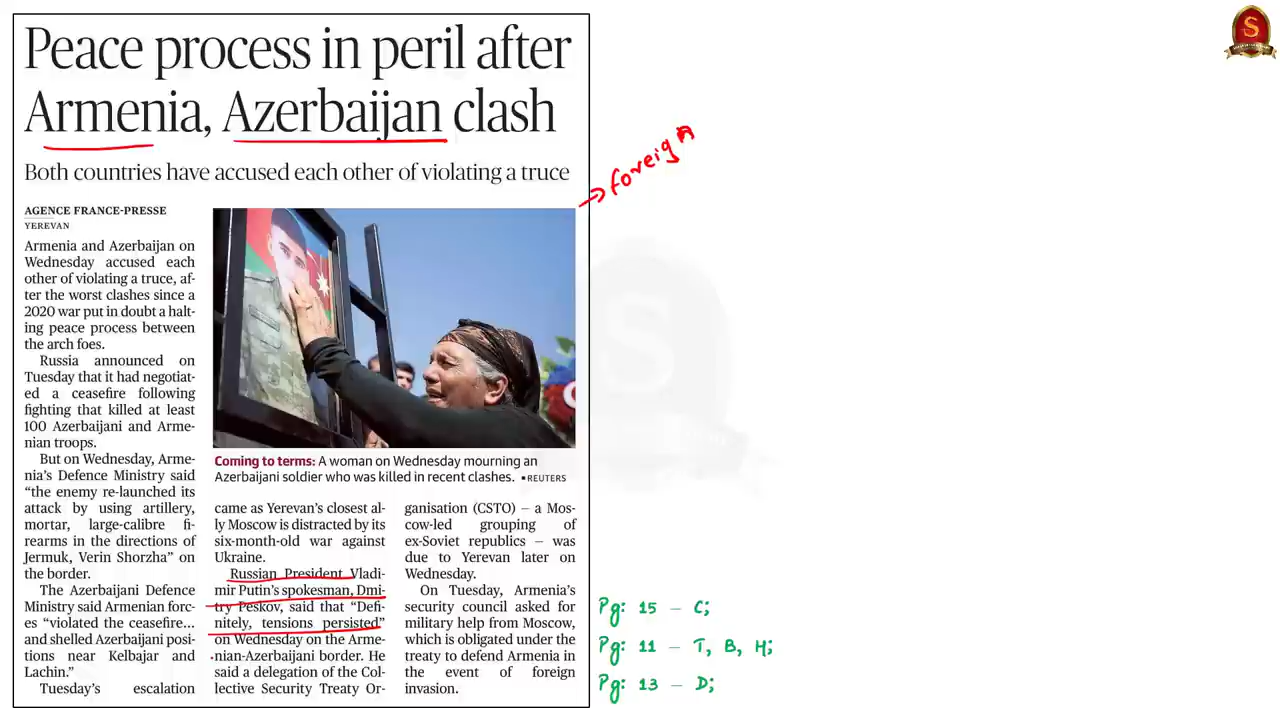 Peace process in peril after
Armenia, Azerbaijan clash
Both countries have accused each other of violating a truce
AGENCE FRANCE-PRESSE
YEREVAN
Armenia and Azerbaijan on
Wednesday accused each
other of violating a truce, af-
ter the worst clashes since a
2020 war put in doubt a halt-
ing peace process between
the arch foes.
Russia announced on
Tuesday that it had negotiat-
ed a ceasefire following
fighting that killed at least
100 Azerbaijani and Arme-
nian troops.
But on Wednesday, Arme-
nia's Defence Ministry said
“the enemy re-launched its
attack by using artillery,
mortar, large-calibre fi-
rearms in the directions of
Jermuk, Verin Shorzha” on
the border.
The Azerbaijani Defence
Ministry said Armenian forc-
es “violated the ceasefire...
and shelled Azerbaijani posi-
tions near Kelbajar and
Lachin.”
Tuesday's escalation
Coming to terms: A woman on Wednesday mourning an
Azerbaijani soldier who was killed in recent clashes. ▪ REUTERS
came as Yerevan's closest al-
ly Moscow is distracted by its
six-month-old war against
Ukraine.
Russian President Vladi-
mir Putin's spokesman, Dmi-
try Peskov, said that “Defi-
nitely, tensions persisted”
on Wednesday on the Arme-
nian-Azerbaijani border. He
said a delegation of the Col-
lective Security Treaty Or-
ganisation (CSTO) – a Mos-
cow-led grouping of
ex-Soviet republics – was
due to Yerevan later on
Wednesday.
On Tuesday, Armenia's
security council asked for
military help from Moscow,
which is obligated under the
treaty to defend Armenia in
the event of foreign
invasion.
→ foreign
Pg: 15 – C;
Pg: 11 – T, B, H;
Pg: 13 – D;
S
S